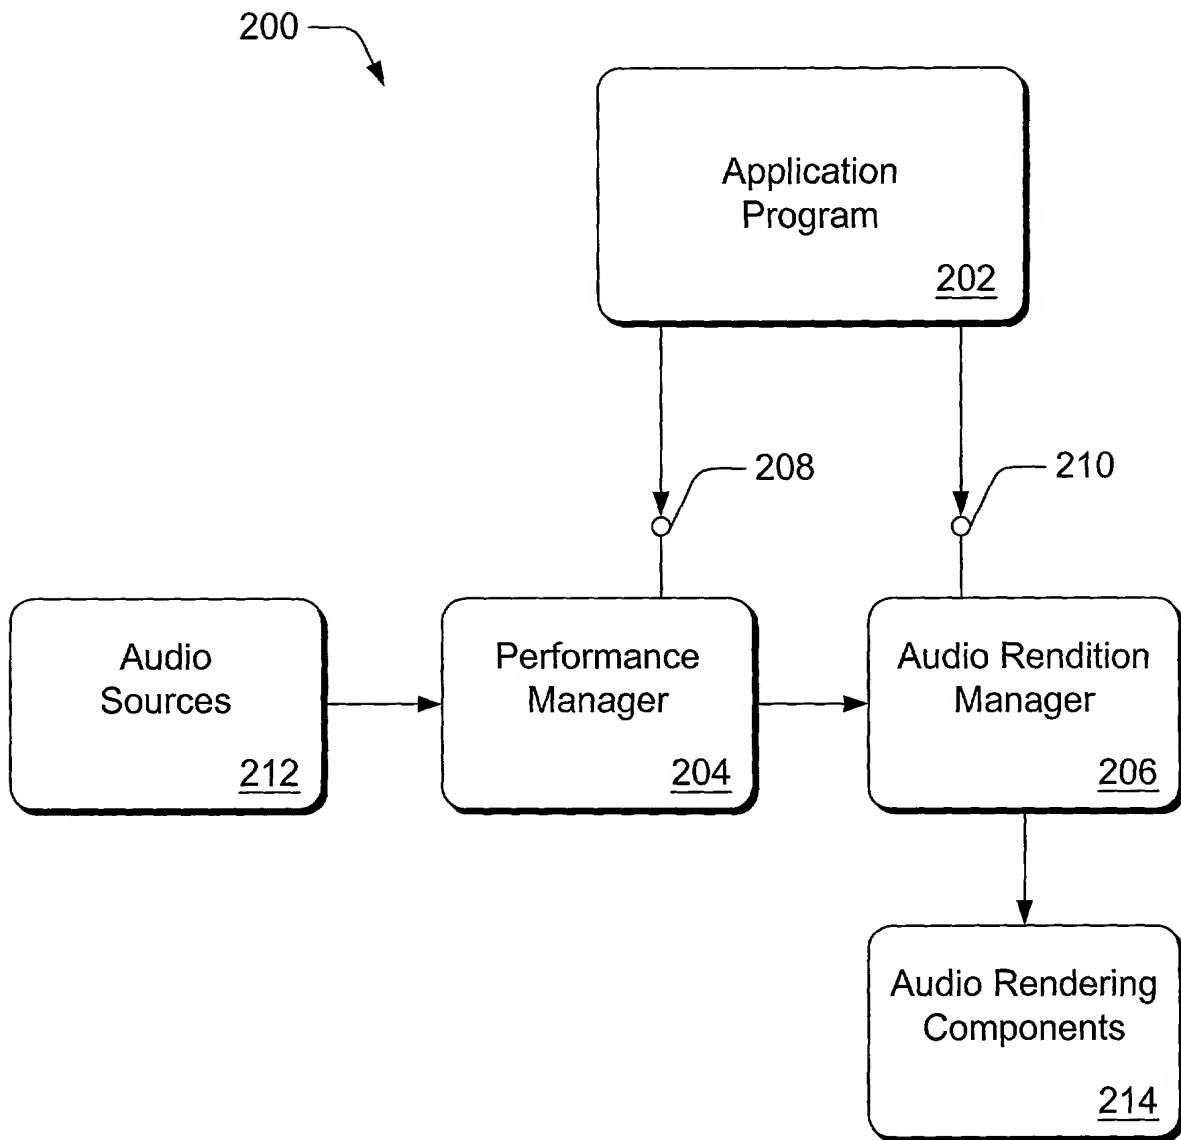 200
Application
Program
202
208
210
Audio
Sources
212
Performance
Manager
204
Audio Rendition
Manager
206
Audio Rendering
Components
214